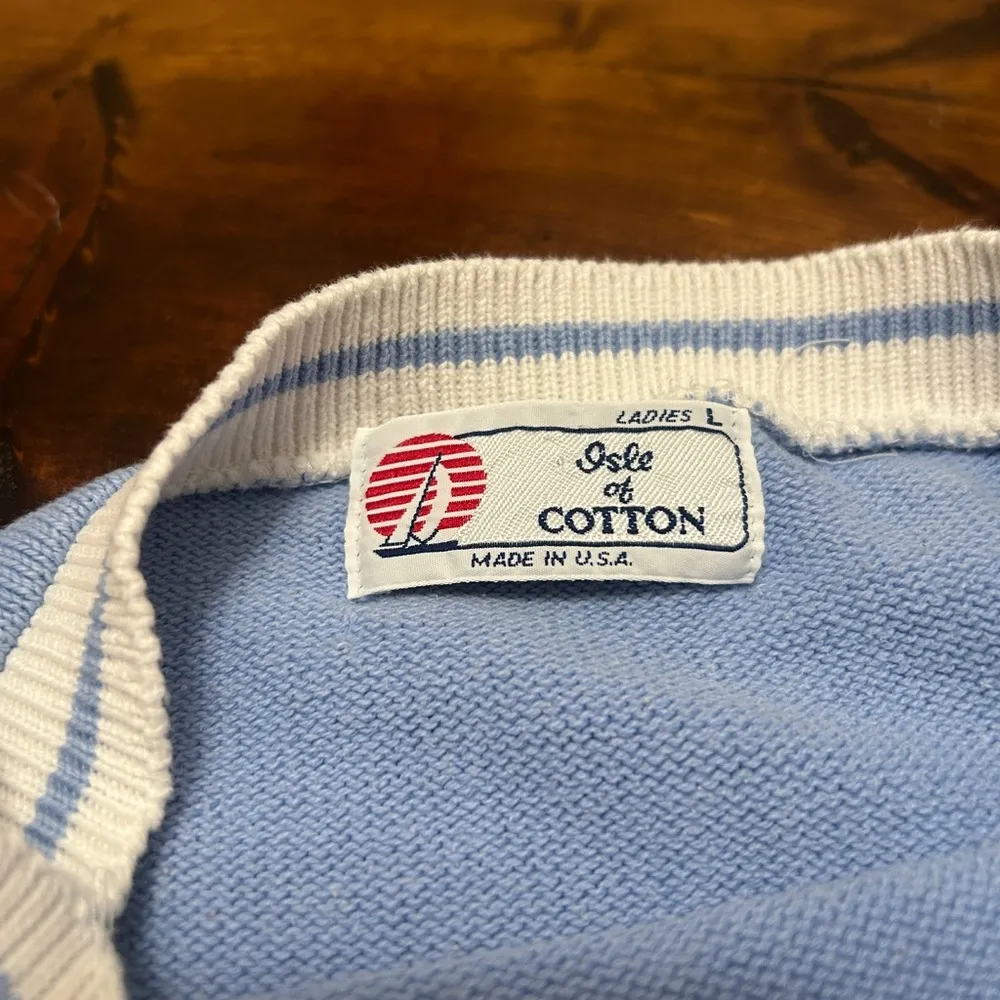 LADIES L
Isle
of
COTTON
MADE IN U.S.A.